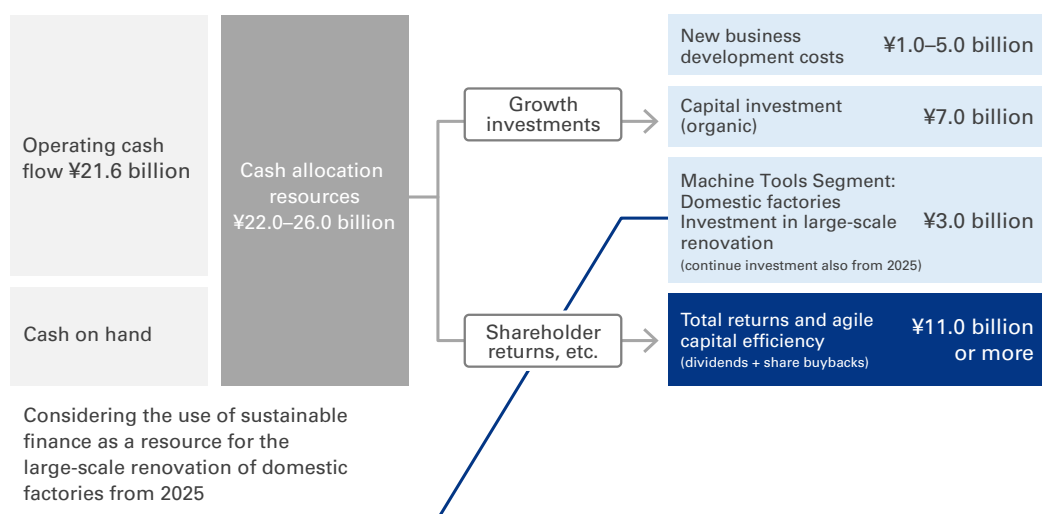 Operating cash
flow ¥21.6 billion
Cash on hand
Cash allocation
resources
¥22.0–26.0 billion
Growth
investments
Shareholder
returns, etc.
New business
development costs
¥1.0–5.0 billion
Capital investment
(organic)
¥7.0 billion
Machine Tools Segment:
Domestic factories
Investment in large-scale
renovation
(continue investment also from 2025)
¥3.0 billion
Total returns and agile
capital efficiency
(dividends + share buybacks)
¥11.0 billion
or more
Considering the use of sustainable
finance as a resource for the
large-scale renovation of domestic
factories from 2025